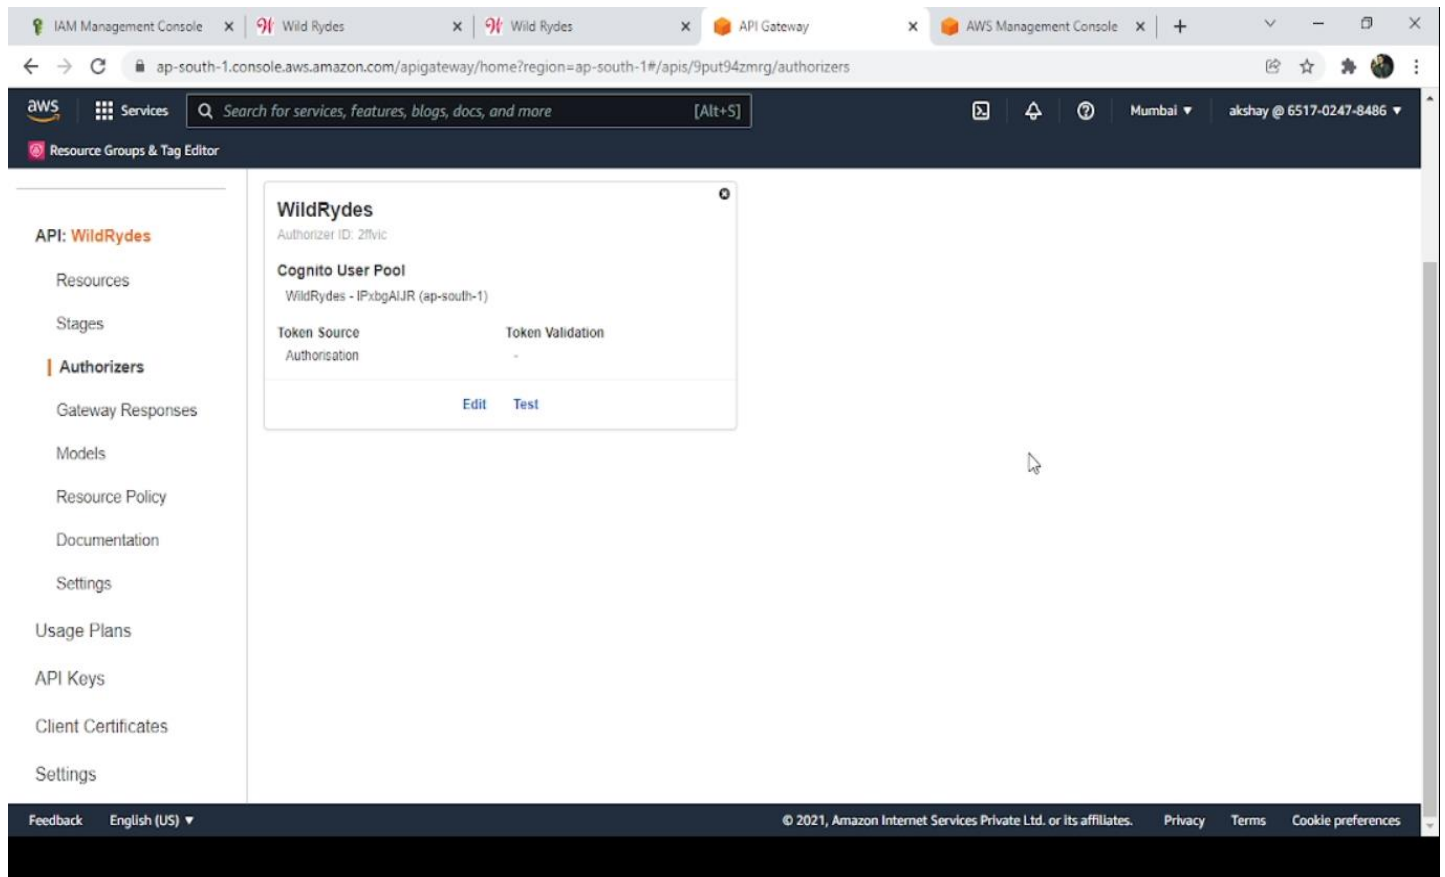 IAM Management Console
Wild Rydes
Wild Rydes
API Gateway
AWS Management Console
ap-south-1.console.aws.amazon.com/apigateway/home?region=ap-south-1#/apis/9put94zmrg/authorizers
aws
Services
Search for services, features, blogs, docs, and more
[Alt+S]
Mumbai ▼
akshay @ 6517-0247-8486 ▼
Resource Groups & Tag Editor
API: WildRydes
Resources
Stages
Authorizers
Gateway Responses
Models
Resource Policy
Documentation
Settings
Usage Plans
API Keys
Client Certificates
Settings
WildRydes
Authorizer ID: 2ffvic
Cognito User Pool
WildRydes - IPxbgAIJR (ap-south-1)
Token Source
Token Validation
Authorisation
-
Edit Test
Feedback English (US) ▼
© 2021, Amazon Internet Services Private Ltd. or its affiliates. Privacy Terms Cookie preferences